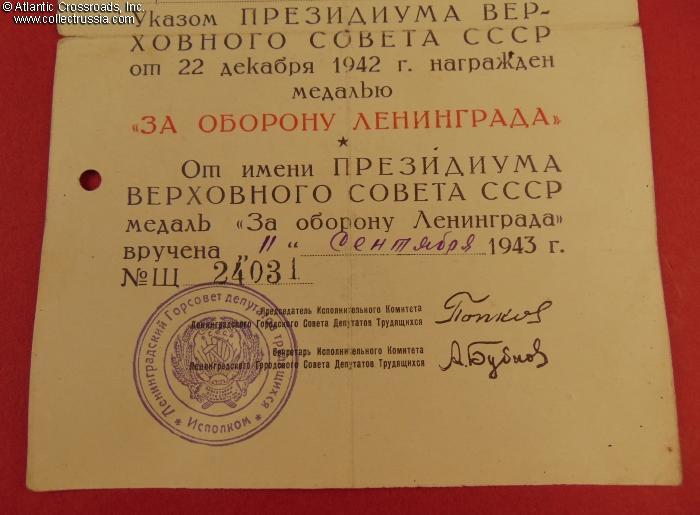 © Atlantic Crossroads, Inc.
www.collectrussia.com
Указом ПРЕЗИДИУМА ВЕР-
ХОВНОГО СОВЕТА СССР
от 22 декабря 1942 г. награжден
медалью
«ЗА ОБОРОНУ ЛЕНИНГРАДА»
От имени ПРЕЗИДИУМА
ВЕРХОВНОГО СОВЕТА СССР
медаль «За оборону Ленинграда»
вручена „11“ Сентября 1943 г.
№ Щ 24031
Председатель Исполнительного Комитета
Ленинградского Городского Совета Депутатов Трудящихся
Попков
Секретарь Исполнительного Комитета
Ленинградского Городского Совета Депутатов Трудящихся
А.Бубнов
Ленинградский Горсовет депутатов трудящихся
* Исполком *